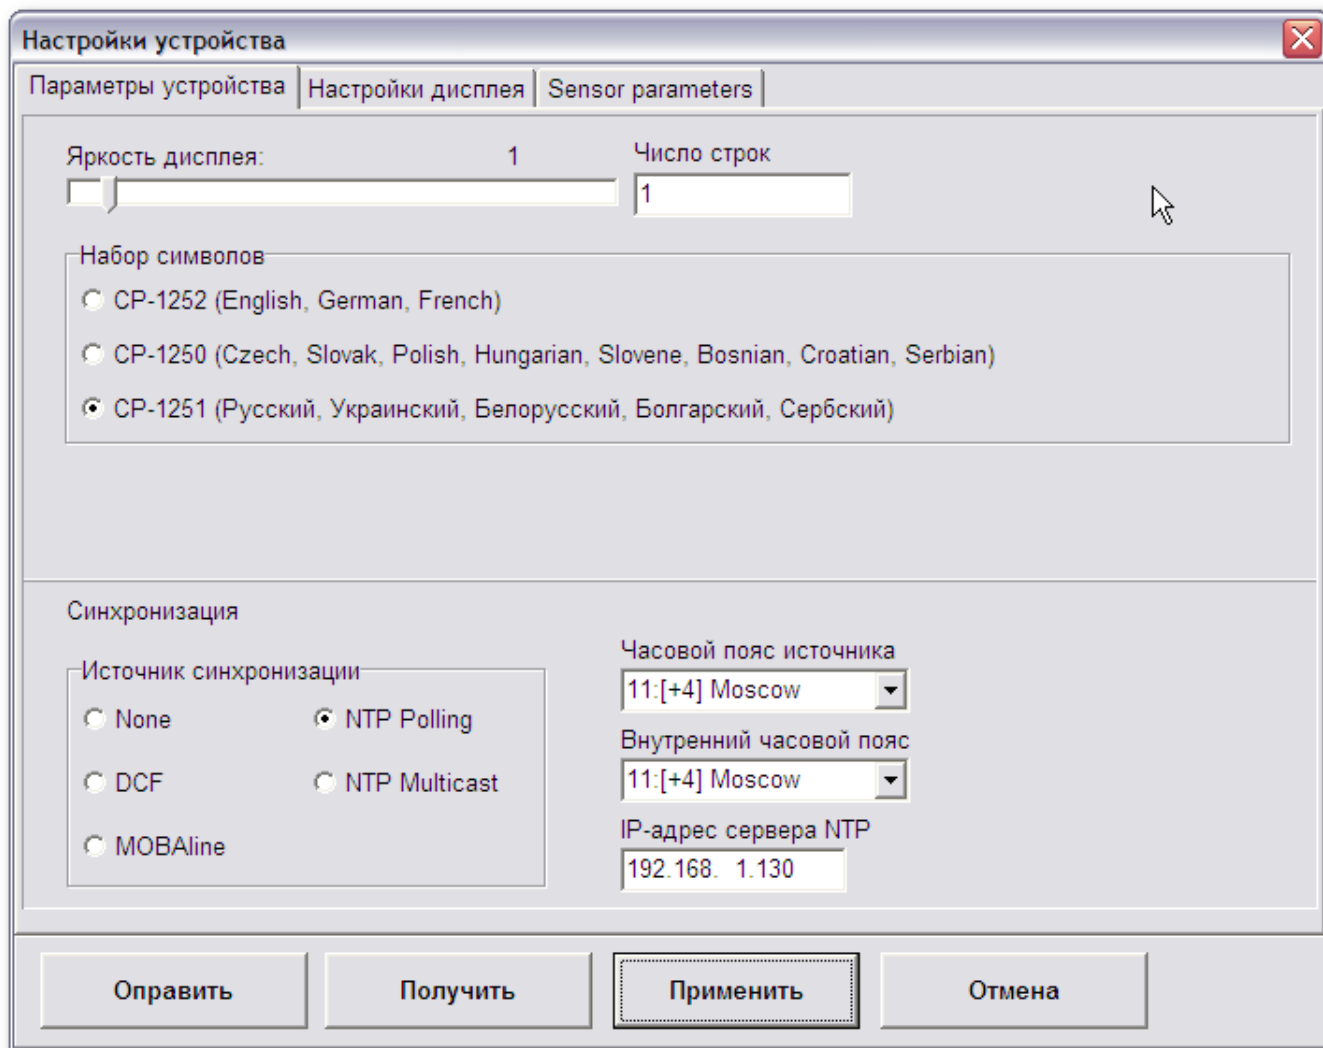 Настройки устройства
Параметры устройства Настройки дисплея Sensor parameters
Яркость дисплея: 1 Число строк
1
Набор символов
CP-1252 (English, German, French)
CP-1250 (Czech, Slovak, Polish, Hungarian, Slovene, Bosnian, Croatian, Serbian)
CP-1251 (Русский, Украинский, Белорусский, Болгарский, Сербский)
Синхронизация
Источник синхронизации
None NTP Polling
DCF NTP Multicast
MOBAline
Часовой пояс источника
11:[+4] Moscow
Внутренний часовой пояс
11:[+4] Moscow
IP-адрес сервера NTP
192.168.  1.130
Оправить Получить Применить Отмена